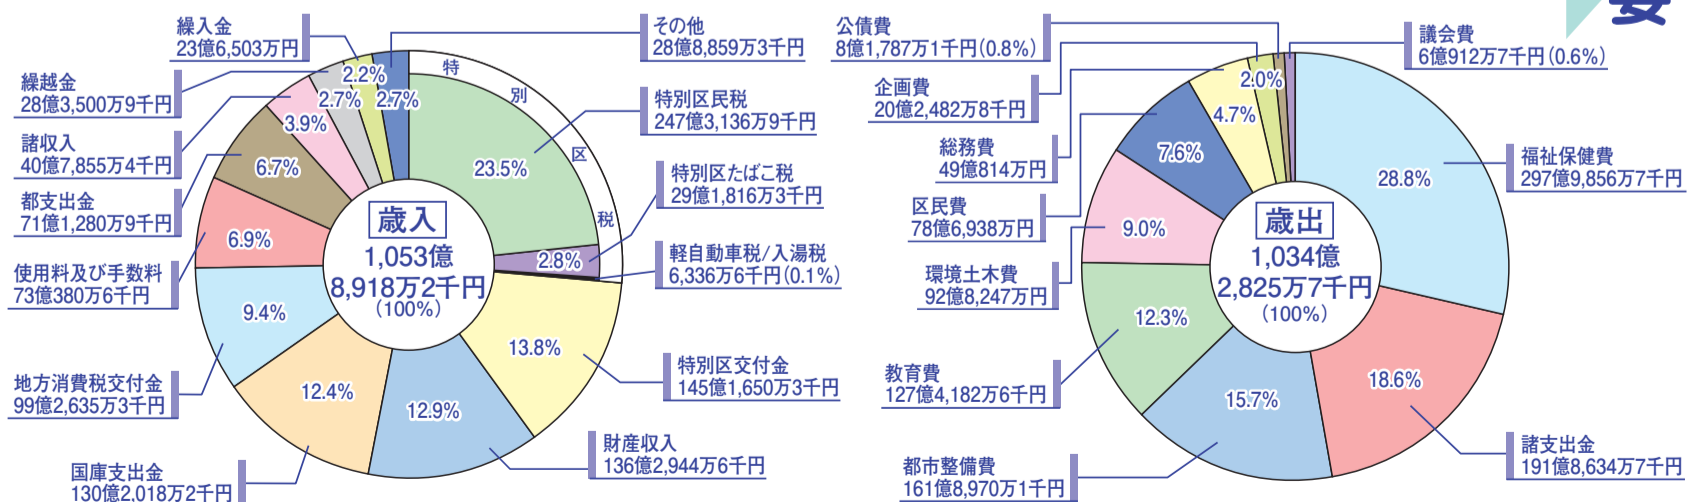 要
歳入
1,053億
8,918万2千円
(100%)
特別区税
特別区民税
247億3,136万9千円
23.5%
特別区たばこ税
29億1,816万3千円
2.8%
軽自動車税/入湯税
6,336万6千円(0.1%)
特別区交付金
145億1,650万3千円
13.8%
財産収入
136億2,944万6千円
12.9%
国庫支出金
130億2,018万2千円
12.4%
地方消費税交付金
99億2,635万3千円
9.4%
使用料及び手数料
73億380万6千円
6.9%
都支出金
71億1,280万9千円
6.7%
諸収入
40億7,855万4千円
3.9%
繰越金
28億3,500万9千円
2.7%
繰入金
23億6,503万円
2.2%
その他
28億8,859万3千円
2.7%
歳出
1,034億
2,825万7千円
(100%)
福祉保健費
297億9,856万7千円
28.8%
諸支出金
191億8,634万7千円
18.6%
都市整備費
161億8,970万1千円
15.7%
教育費
127億4,182万6千円
12.3%
環境土木費
92億8,247万円
9.0%
区民費
78億6,938万円
7.6%
総務費
49億814万円
4.7%
企画費
20億2,482万8千円
2.0%
公債費
8億1,787万1千円(0.8%)
議会費
6億912万7千円(0.6%)